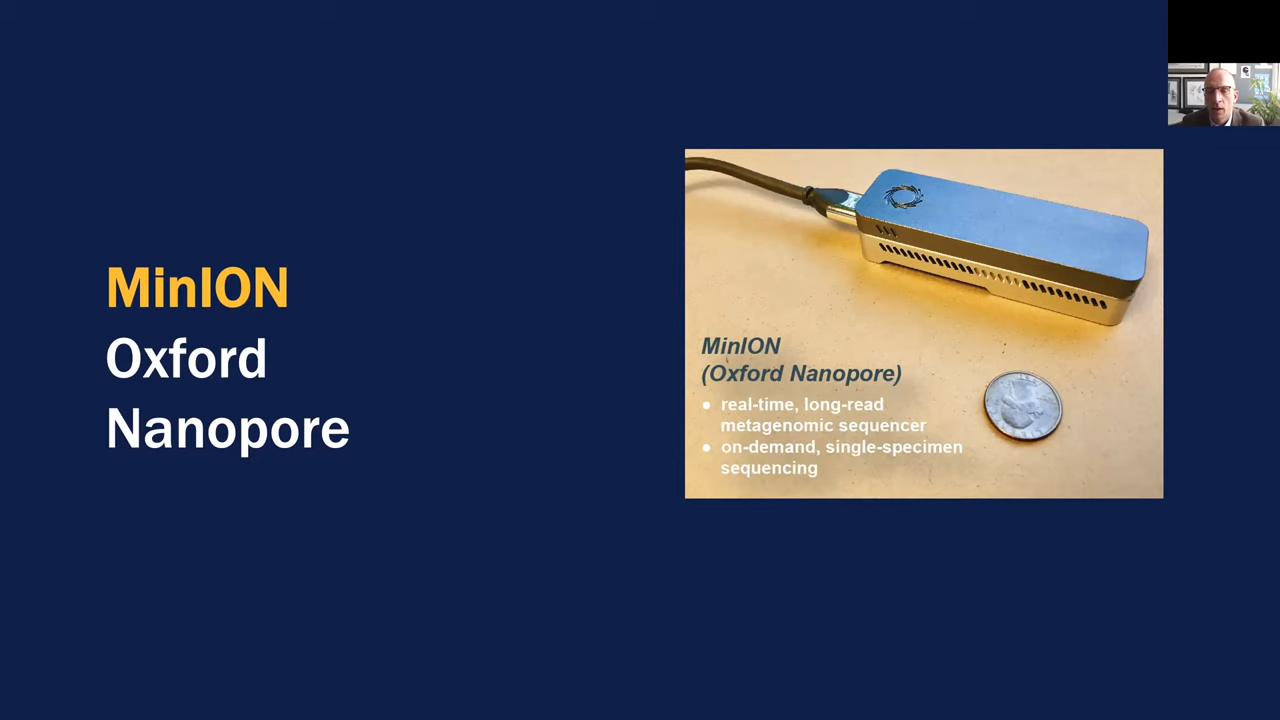 MinION
Oxford
Nanopore
MinION
(Oxford Nanopore)
● real-time, long-read
metagenomic sequencer
● on-demand, single-specimen
sequencing